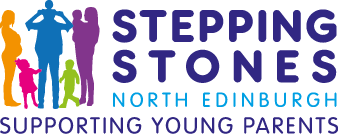 STEPPING
STONES
NORTH EDINBURGH
SUPPORTING YOUNG PARENTS